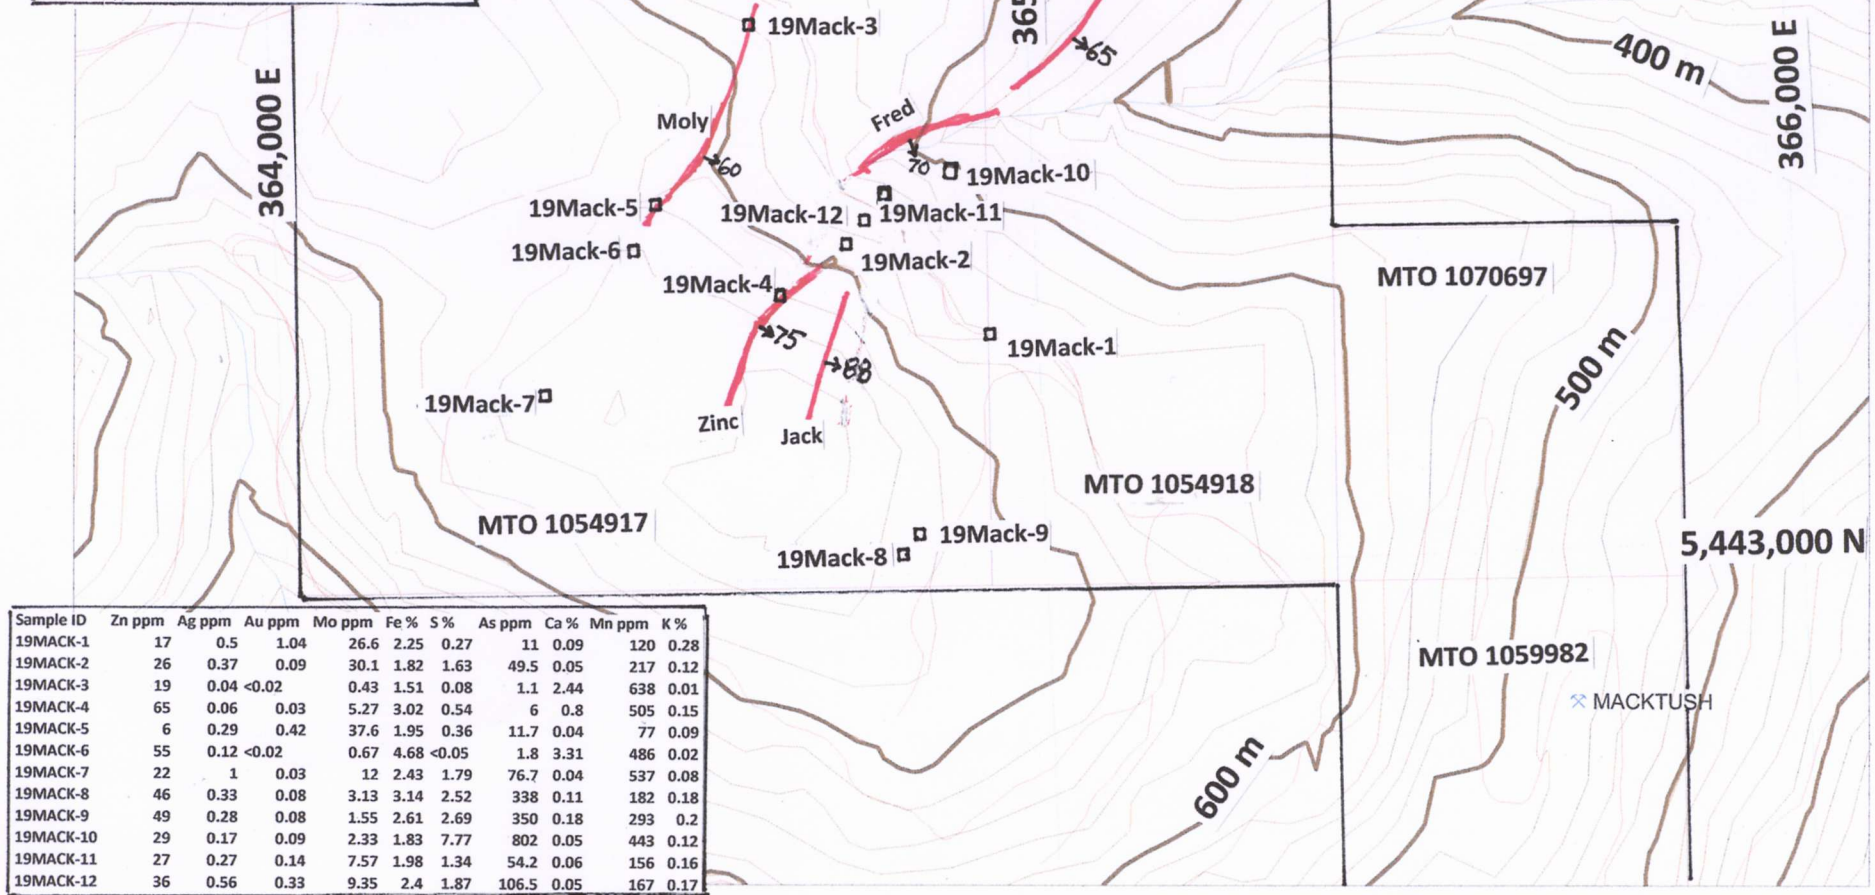 19Mack-3
365
65
400 m
366,000 E
364,000 E
Moly
Fred
60
70
19Mack-10
19Mack-5
19Mack-12
19Mack-11
19Mack-6
19Mack-2
19Mack-4
MTO 1070697
75
88
19Mack-1
500 m
19Mack-7
Zinc
Jack
MTO 1054918
MTO 1054917
19Mack-9
19Mack-8
5,443,000 N
MTO 1059982
MACKTUSH
600 m
Sample ID Zn ppm Ag ppm Au ppm Mo ppm Fe % S % As ppm Ca % Mn ppm K %
19MACK-1 17 0.5 1.04 26.6 2.25 0.27 11 0.09 120 0.28
19MACK-2 26 0.37 0.09 30.1 1.82 1.63 49.5 0.05 217 0.12
19MACK-3 19 0.04 <0.02 0.43 1.51 0.08 1.1 2.44 638 0.01
19MACK-4 65 0.06 0.03 5.27 3.02 0.54 6 0.8 505 0.15
19MACK-5 6 0.29 0.42 37.6 1.95 0.36 11.7 0.04 77 0.09
19MACK-6 55 0.12 <0.02 0.67 4.68 <0.05 1.8 3.31 486 0.02
19MACK-7 22 1 0.03 12 2.43 1.79 76.7 0.04 537 0.08
19MACK-8 46 0.33 0.08 3.13 3.14 2.52 338 0.11 182 0.18
19MACK-9 49 0.28 0.08 1.55 2.61 2.69 350 0.18 293 0.2
19MACK-10 29 0.17 0.09 2.33 1.83 7.77 802 0.05 443 0.12
19MACK-11 27 0.27 0.14 7.57 1.98 1.34 54.2 0.06 156 0.16
19MACK-12 36 0.56 0.33 9.35 2.4 1.87 106.5 0.05 167 0.17